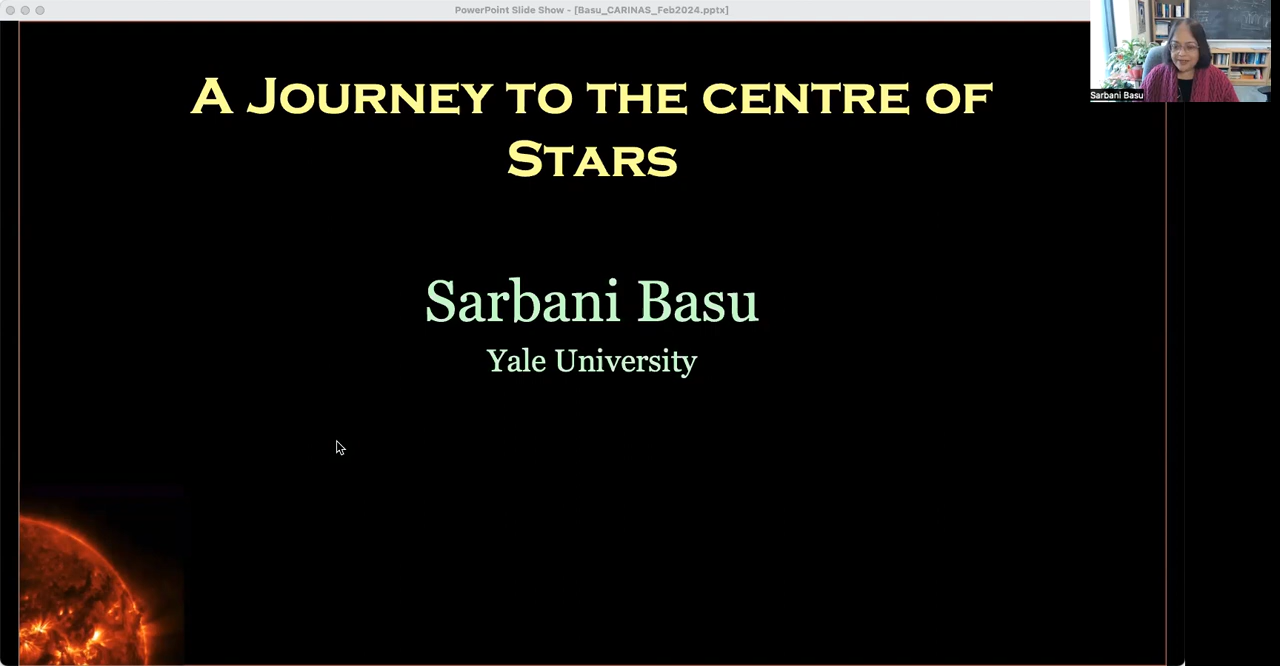 PowerPoint Slide Show - [Basu_CARINAS_Feb2024.pptx]
A Journey to the centre of
Stars
Sarbani Basu
Yale University
Sarbani Basu